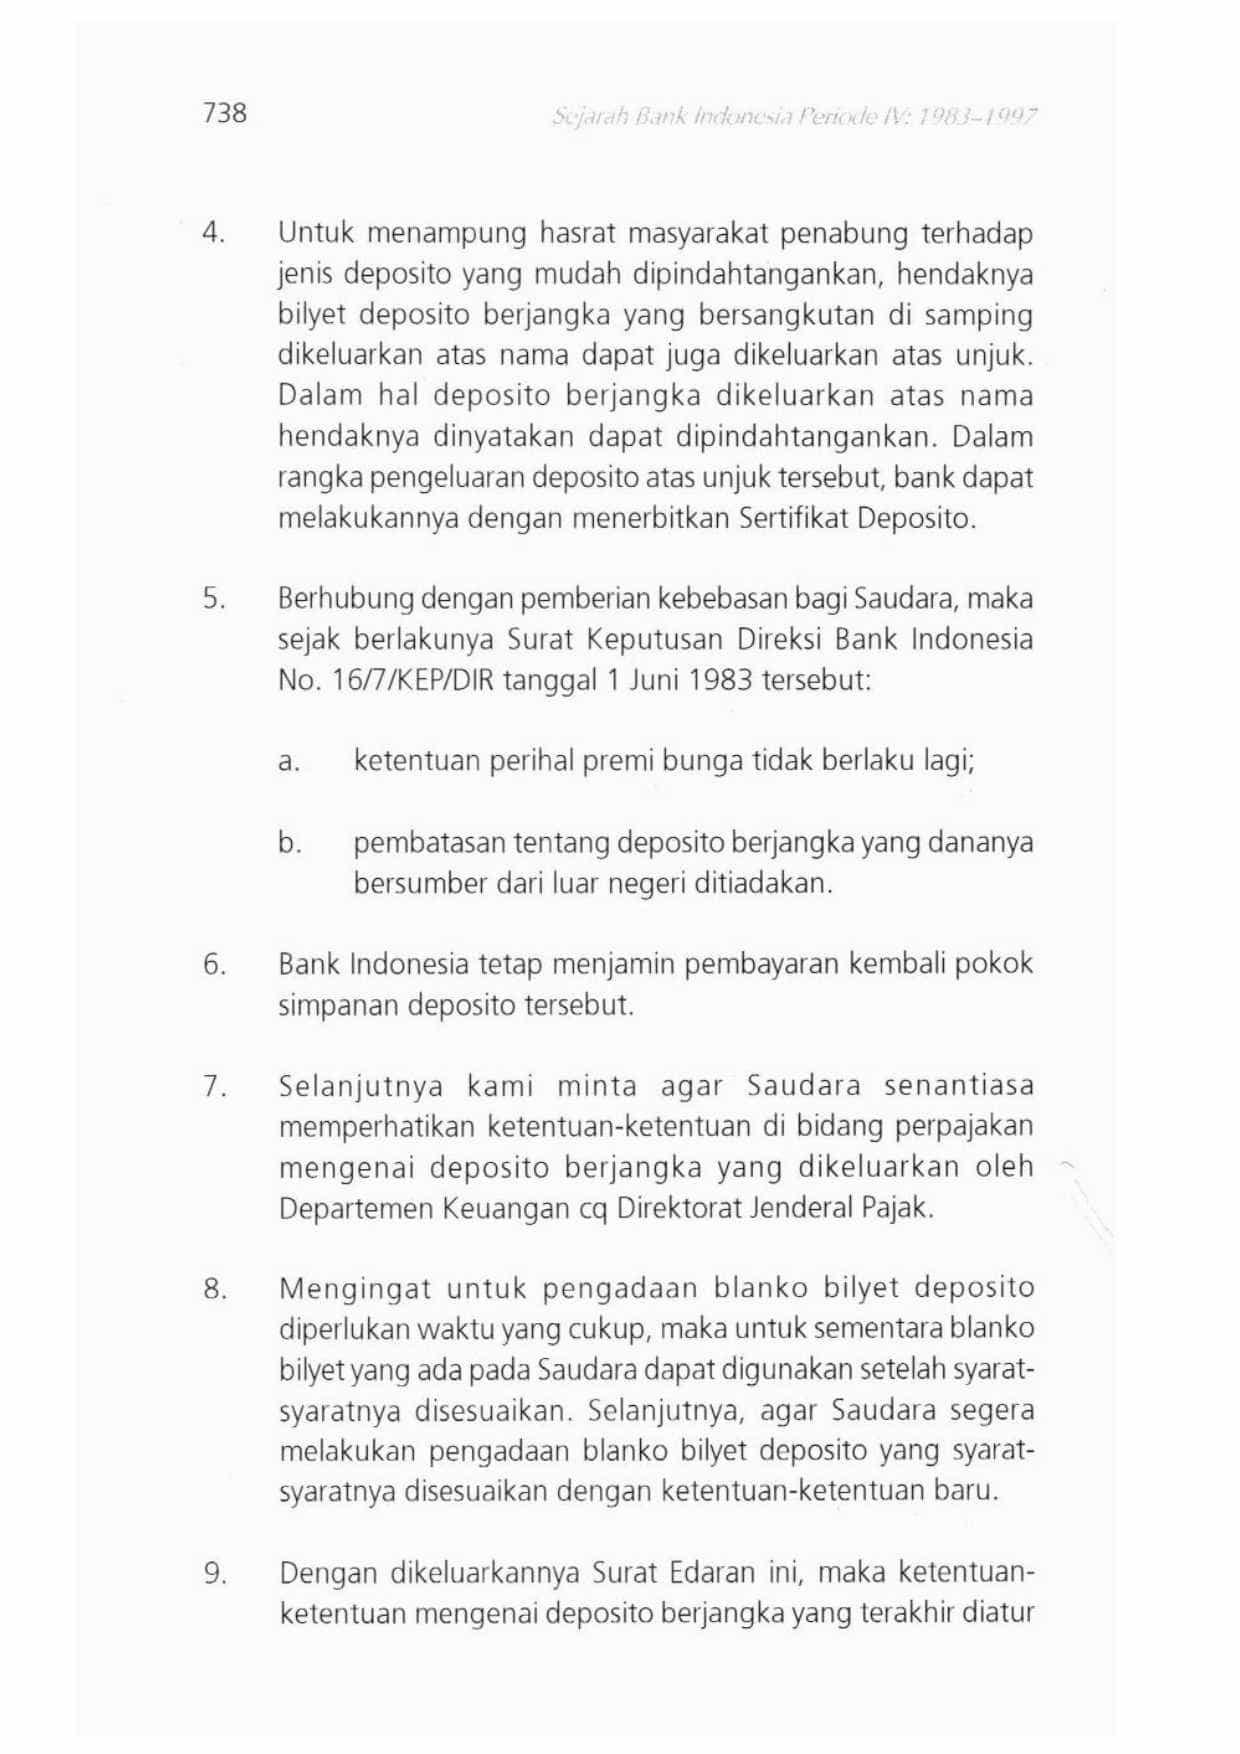 738
Sejarah Bank Indonesia Periode IV: 1983–1997
4. Untuk menampung hasrat masyarakat penabung terhadap
jenis deposito yang mudah dipindahtangankan, hendaknya
bilyet deposito berjangka yang bersangkutan di samping
dikeluarkan atas nama dapat juga dikeluarkan atas unjuk.
Dalam hal deposito berjangka dikeluarkan atas nama
hendaknya dinyatakan dapat dipindahtangankan. Dalam
rangka pengeluaran deposito atas unjuk tersebut, bank dapat
melakukannya dengan menerbitkan Sertifikat Deposito.
5. Berhubung dengan pemberian kebebasan bagi Saudara, maka
sejak berlakunya Surat Keputusan Direksi Bank Indonesia
No. 16/7/KEP/DIR tanggal 1 Juni 1983 tersebut:
a. ketentuan perihal premi bunga tidak berlaku lagi;
b. pembatasan tentang deposito berjangka yang dananya
bersumber dari luar negeri ditiadakan.
6. Bank Indonesia tetap menjamin pembayaran kembali pokok
simpanan deposito tersebut.
7. Selanjutnya kami minta agar Saudara senantiasa
memperhatikan ketentuan-ketentuan di bidang perpajakan
mengenai deposito berjangka yang dikeluarkan oleh
Departemen Keuangan cq Direktorat Jenderal Pajak.
8. Mengingat untuk pengadaan blanko bilyet deposito
diperlukan waktu yang cukup, maka untuk sementara blanko
bilyet yang ada pada Saudara dapat digunakan setelah syarat-
syaratnya disesuaikan. Selanjutnya, agar Saudara segera
melakukan pengadaan blanko bilyet deposito yang syarat-
syaratnya disesuaikan dengan ketentuan-ketentuan baru.
9. Dengan dikeluarkannya Surat Edaran ini, maka ketentuan-
ketentuan mengenai deposito berjangka yang terakhir diatur